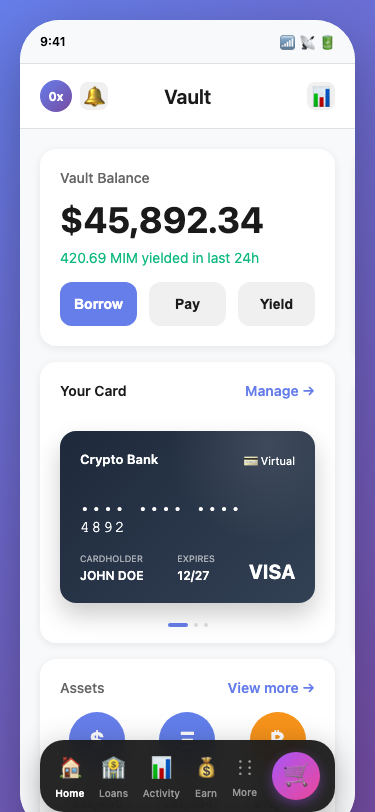 9:41
0x
Vault
Vault Balance
$45,892.34
420.69 MIM yielded in last 24h
Borrow
Pay
Yield
Your Card
Manage →
Crypto Bank
Virtual
•••• •••• ••••
4892
CARDHOLDER
EXPIRES
JOHN DOE
12/27
VISA
Assets
View more →
Home
Loans
Activity
Earn
More